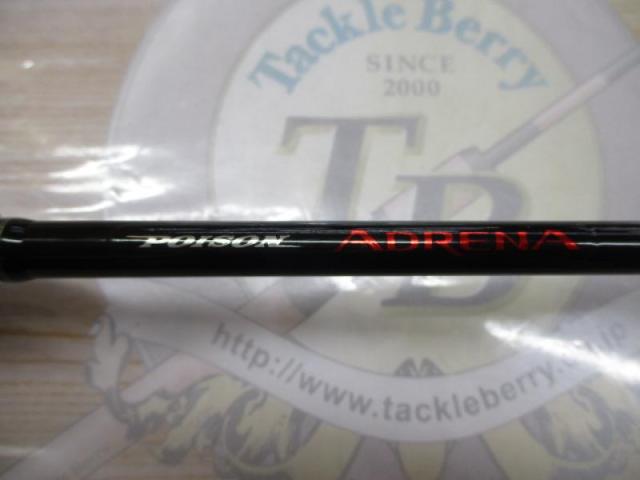 Tackle Berry
SINCE
2000
TB
POISON ADRENA
http://www.tackleberry.co.jp